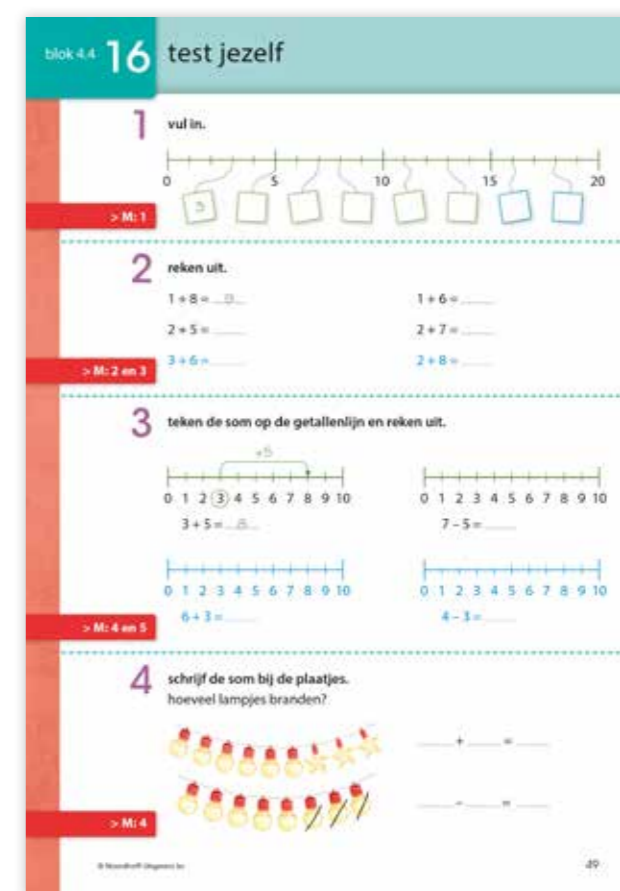 blok 4.4 16 test jezelf
1 vul in.
0 5 10 15 20
3
> M: 1
2 reken uit.
1 + 8 = 9 1 + 6 =
2 + 5 = 2 + 7 =
3 + 6 = 2 + 8 =
> M: 2 en 3
3 teken de som op de getallenlijn en reken uit.
+5
0 1 2 3 4 5 6 7 8 9 10 0 1 2 3 4 5 6 7 8 9 10
3 + 5 = 8 7 – 5 =
0 1 2 3 4 5 6 7 8 9 10 0 1 2 3 4 5 6 7 8 9 10
6 + 3 = 4 – 3 =
> M: 4 en 5
4 schrijf de som bij de plaatjes.
hoeveel lampjes branden?
+ =
– =
> M: 4
© Noordhoff Uitgevers bv